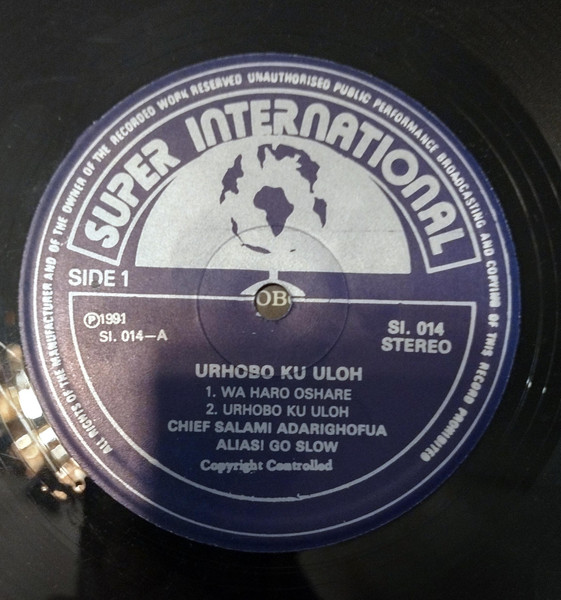 ALL RIGHTS OF THE MANUFACTURER AND OF THE OWNER OF THE RECORDED WORK RESERVED UNAUTHORISED PUBLIC PERFORMANCE BROADCASTING AND COPYING OF THIS RECORD PROHIBITED
SUPER INTERNATIONAL
SIDE 1
OB
Ⓟ1991
SI. 014—A
SI. 014
STEREO
URHOBO KU ULOH
1. WA HARO OSHARE
2. URHOBO KU ULOH
CHIEF SALAMI ADARIGHOFUA
ALIAS! GO SLOW
Copyright Controlled